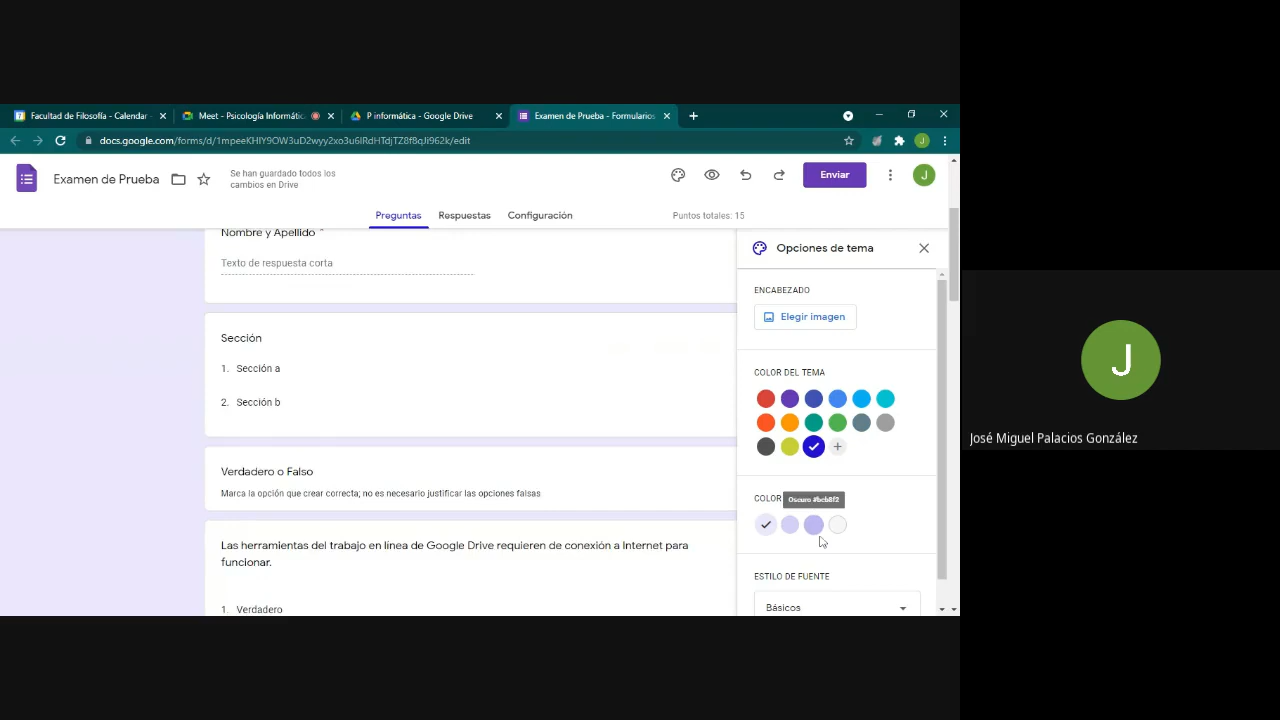 Facultad de Filosofía - Calendar
Meet - Psicología Informátic
P informática - Google Drive
Examen de Prueba - Formularios
docs.google.com/forms/d/1mpeeKHIY9OW3uD2wyy2xo3u6lRdHTdjTZ8f8qJi962k/edit
J
Examen de Prueba
Se han guardado todos los
cambios en Drive
Enviar
J
Preguntas
Respuestas
Configuración
Puntos totales: 15
Nombre y Apellido *
Texto de respuesta corta
Opciones de tema
ENCABEZADO
Elegir imagen
Sección
1. Sección a
2. Sección b
COLOR DEL TEMA
Verdadero o Falso
Marca la opción que crear correcta; no es necesario justificar las opciones falsas
COLOR
Oscuro #bcb8f2
Las herramientas del trabajo en línea de Google Drive requieren de conexión a Internet para
funcionar.
1. Verdadero
ESTILO DE FUENTE
Básicos
J
José Miguel Palacios González